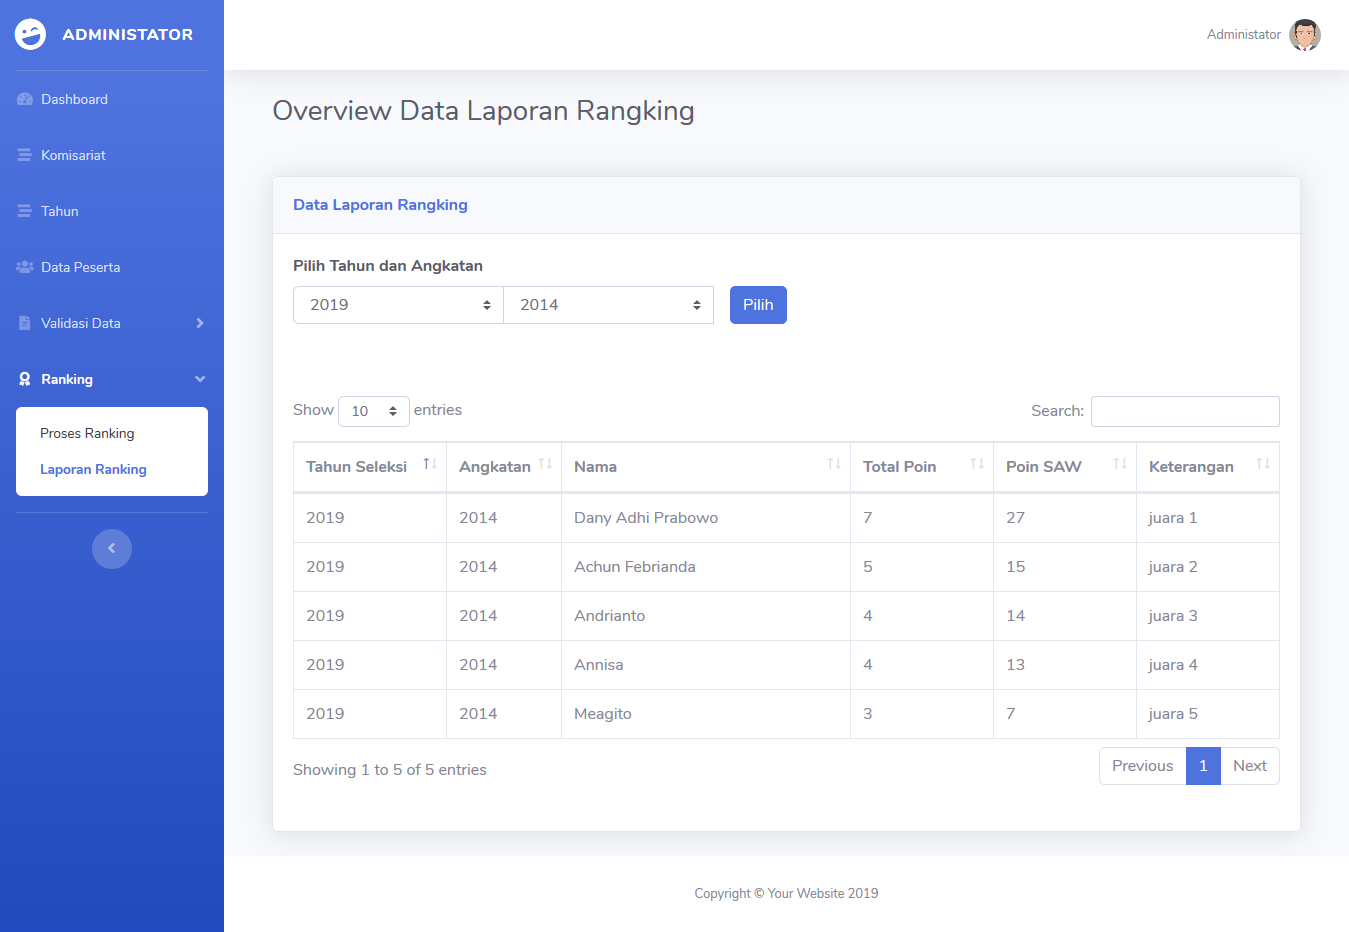 ADMINISTATOR
Administator
Dashboard
Komisariat
Tahun
Data Peserta
Validasi Data
Ranking
Proses Ranking
Laporan Ranking
Overview Data Laporan Rangking
Data Laporan Rangking
Pilih Tahun dan Angkatan
2019 2014 Pilih
Show 10 entries Search:
Tahun Seleksi Angkatan Nama Total Poin Poin SAW Keterangan
2019 2014 Dany Adhi Prabowo 7 27 juara 1
2019 2014 Achun Febrianda 5 15 juara 2
2019 2014 Andrianto 4 14 juara 3
2019 2014 Annisa 4 13 juara 4
2019 2014 Meagito 3 7 juara 5
Showing 1 to 5 of 5 entries Previous 1 Next
Copyright © Your Website 2019